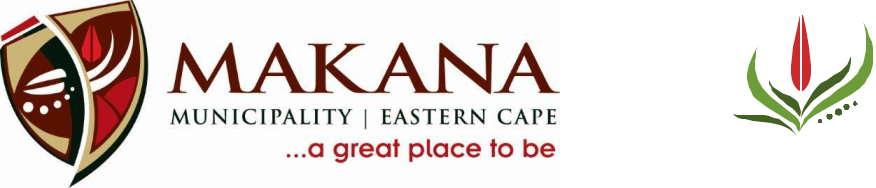 MAKANA
MUNICIPALITY | EASTERN CAPE
...a great place to be